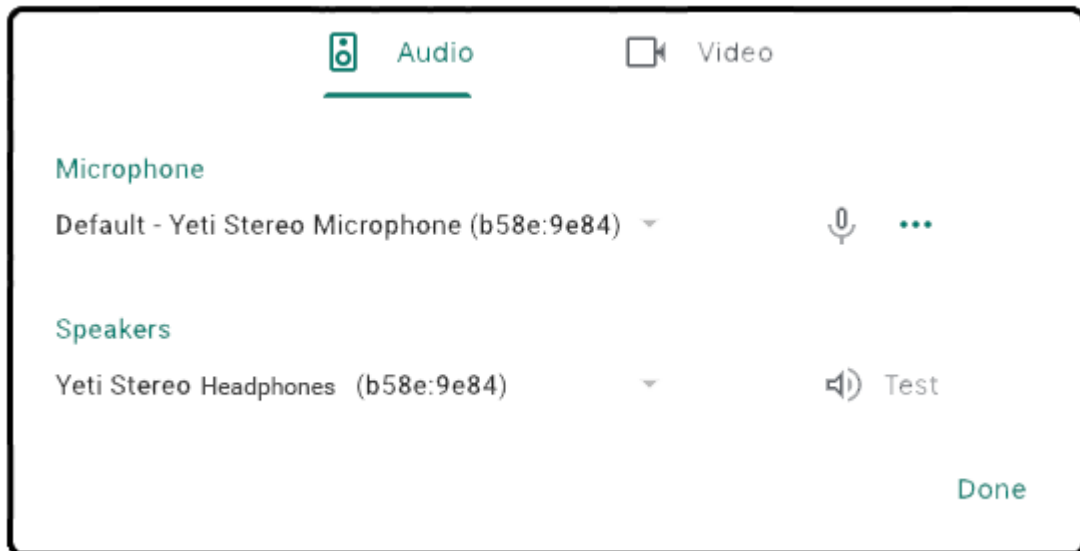 Audio Video
Microphone
Default - Yeti Stereo Microphone (b58e:9e84)
Speakers
Yeti Stereo Headphones (b58e:9e84) Test
Done